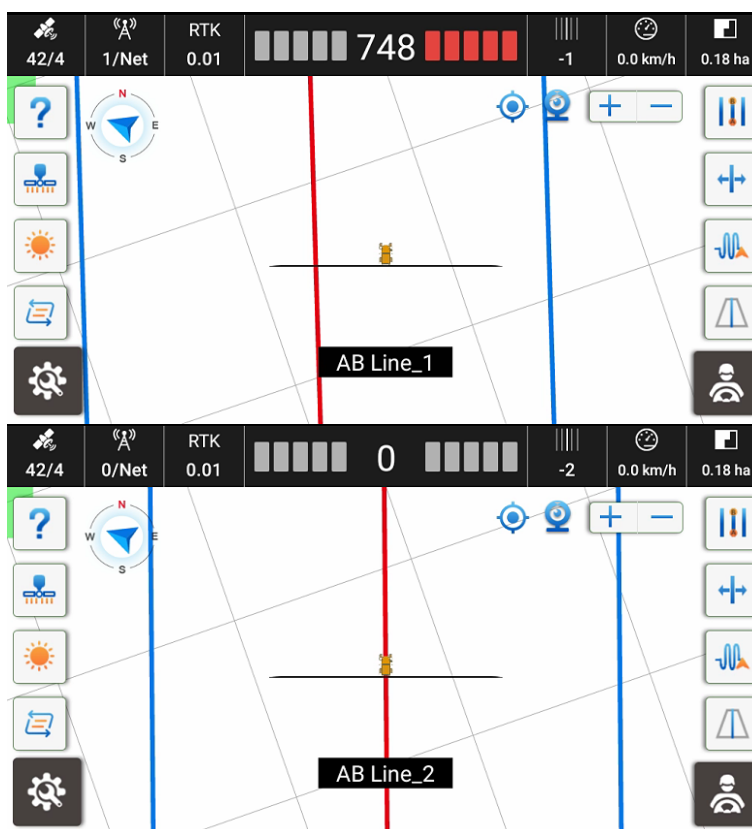 RTK
748
42/4 1/Net 0.01 -1 0.0 km/h 0.18 ha
?
N
W E
S
AB Line_1
RTK
0
42/4 0/Net 0.01 -2 0.0 km/h 0.18 ha
?
N
W E
S
AB Line_2